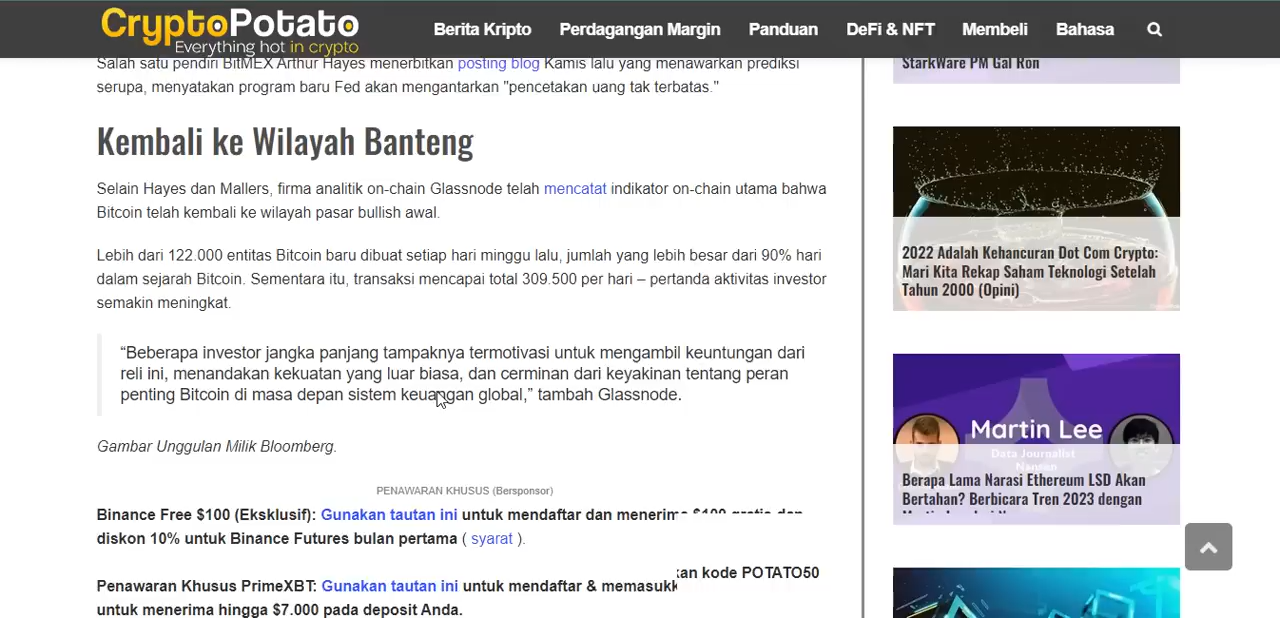 CryptoPotato
Everything hot in crypto
Berita Kripto Perdagangan Margin Panduan DeFi & NFT Membeli Bahasa
Salah satu pendiri BitMEX Arthur Hayes menerbitkan posting blog Kamis lalu yang menawarkan prediksi
serupa, menyatakan program baru Fed akan mengantarkan "pencetakan uang tak terbatas."
Kembali ke Wilayah Banteng
Selain Hayes dan Mallers, firma analitik on-chain Glassnode telah mencatat indikator on-chain utama bahwa
Bitcoin telah kembali ke wilayah pasar bullish awal.
Lebih dari 122.000 entitas Bitcoin baru dibuat setiap hari minggu lalu, jumlah yang lebih besar dari 90% hari
dalam sejarah Bitcoin. Sementara itu, transaksi mencapai total 309.500 per hari – pertanda aktivitas investor
semakin meningkat.
“Beberapa investor jangka panjang tampaknya termotivasi untuk mengambil keuntungan dari
reli ini, menandakan kekuatan yang luar biasa, dan cerminan dari keyakinan tentang peran
penting Bitcoin di masa depan sistem keuangan global,” tambah Glassnode.
Gambar Unggulan Milik Bloomberg.
PENAWARAN KHUSUS (Bersponsor)
Binance Free $100 (Eksklusif): Gunakan tautan ini untuk mendaftar dan menerima $100 gratis dan
diskon 10% untuk Binance Futures bulan pertama ( syarat ).
Penawaran Khusus PrimeXBT: Gunakan tautan ini untuk mendaftar & memasukk
kan kode POTATO50
untuk menerima hingga $7.000 pada deposit Anda.
StarkWare PM Gal Ron
2022 Adalah Kehancuran Dot Com Crypto:
Mari Kita Rekap Saham Teknologi Setelah
Tahun 2000 (Opini)
Martin Lee
Data Journalist
Nansen
Berapa Lama Narasi Ethereum LSD Akan
Bertahan? Berbicara Tren 2023 dengan